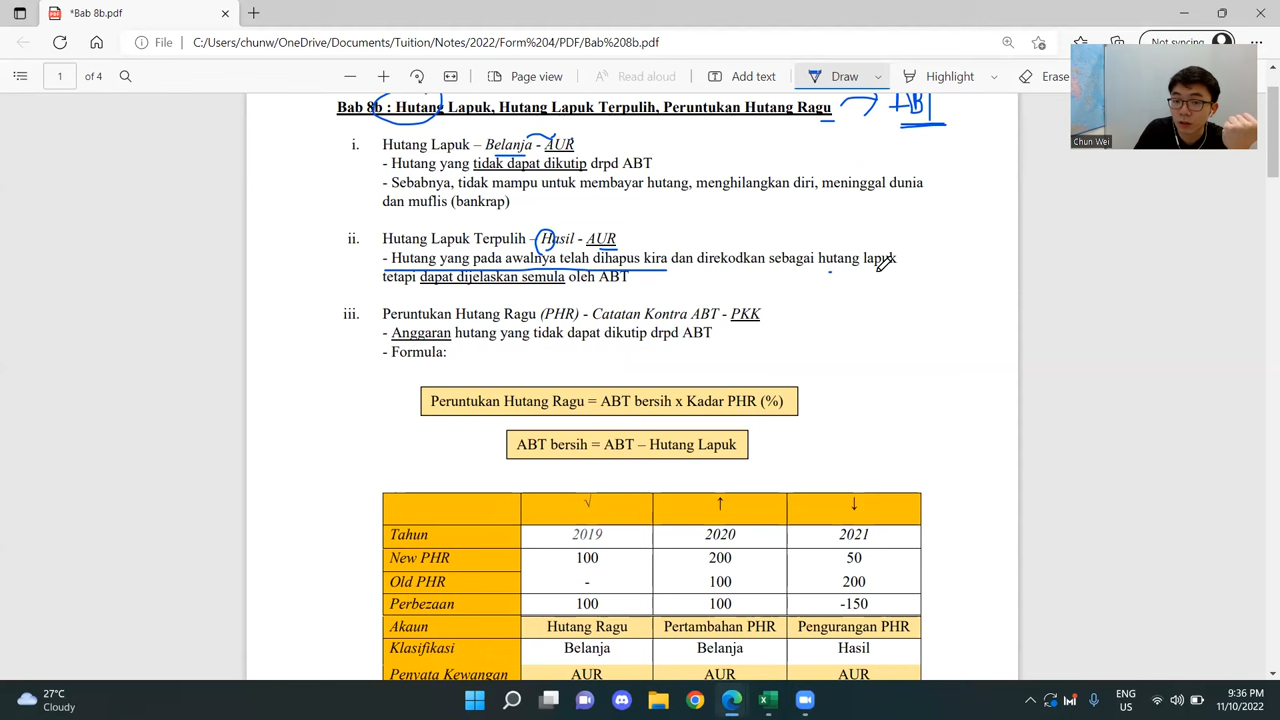 *Bab 8b.pdf
File
C:/Users/chunw/OneDrive/Documents/Tuition/Notes/2022/Form%204/PDF/Bab%208b.pdf
Not syncing
1 of 4
Page view
Read aloud
Add text
Draw
Highlight
Erase
Chun Wei
Bab 8b : Hutang Lapuk, Hutang Lapuk Terpulih, Peruntukan Hutang Ragu
ABT
i. Hutang Lapuk – Belanja - AUR
- Hutang yang tidak dapat dikutip drpd ABT
- Sebabnya, tidak mampu untuk membayar hutang, menghilangkan diri, meninggal dunia
dan muflis (bankrap)
ii. Hutang Lapuk Terpulih – Hasil - AUR
- Hutang yang pada awalnya telah dihapus kira dan direkodkan sebagai hutang lapuk
tetapi dapat dijelaskan semula oleh ABT
iii. Peruntukan Hutang Ragu (PHR) - Catatan Kontra ABT - PKK
- Anggaran hutang yang tidak dapat dikutip drpd ABT
- Formula:
Peruntukan Hutang Ragu = ABT bersih x Kadar PHR (%)
ABT bersih = ABT – Hutang Lapuk
√ ↑ ↓
Tahun 2019 2020 2021
New PHR 100 200 50
Old PHR - 100 200
Perbezaan 100 100 -150
Akaun Hutang Ragu Pertambahan PHR Pengurangan PHR
Klasifikasi Belanja Belanja Hasil
Penyata Kewangan AUR AUR AUR
27°C
Cloudy
ENG
US
9:36 PM
11/10/2022